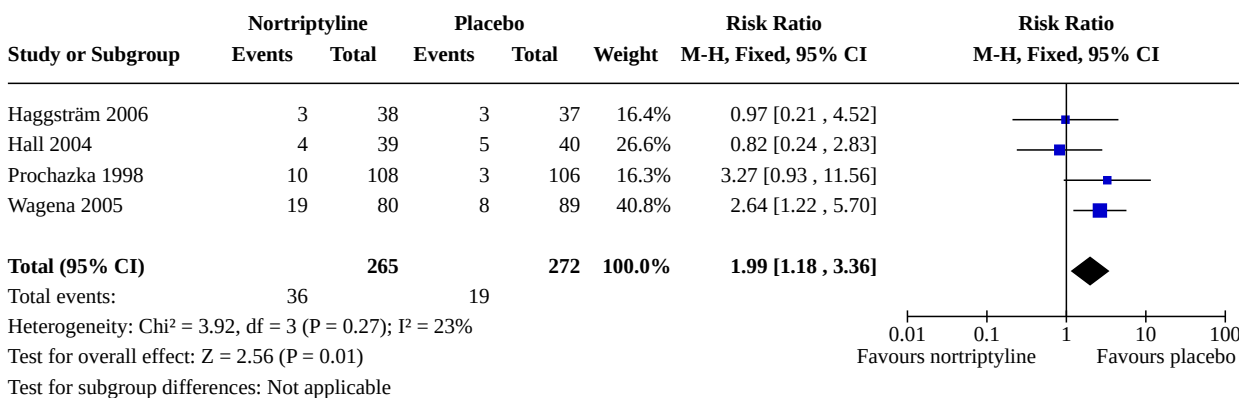 Nortriptyline Placebo Risk Ratio Risk Ratio
Study or Subgroup Events Total Events Total Weight M-H, Fixed, 95% CI M-H, Fixed, 95% CI
Haggsträm 2006 3 38 3 37 16.4% 0.97 [0.21 , 4.52]
Hall 2004 4 39 5 40 26.6% 0.82 [0.24 , 2.83]
Prochazka 1998 10 108 3 106 16.3% 3.27 [0.93 , 11.56]
Wagena 2005 19 80 8 89 40.8% 2.64 [1.22 , 5.70]
Total (95% CI) 265 272 100.0% 1.99 [1.18 , 3.36]
Total events: 36 19
Heterogeneity: Chi² = 3.92, df = 3 (P = 0.27); I² = 23%
0.01 0.1 1 10 100
Test for overall effect: Z = 2.56 (P = 0.01)
Favours nortriptyline Favours placebo
Test for subgroup differences: Not applicable